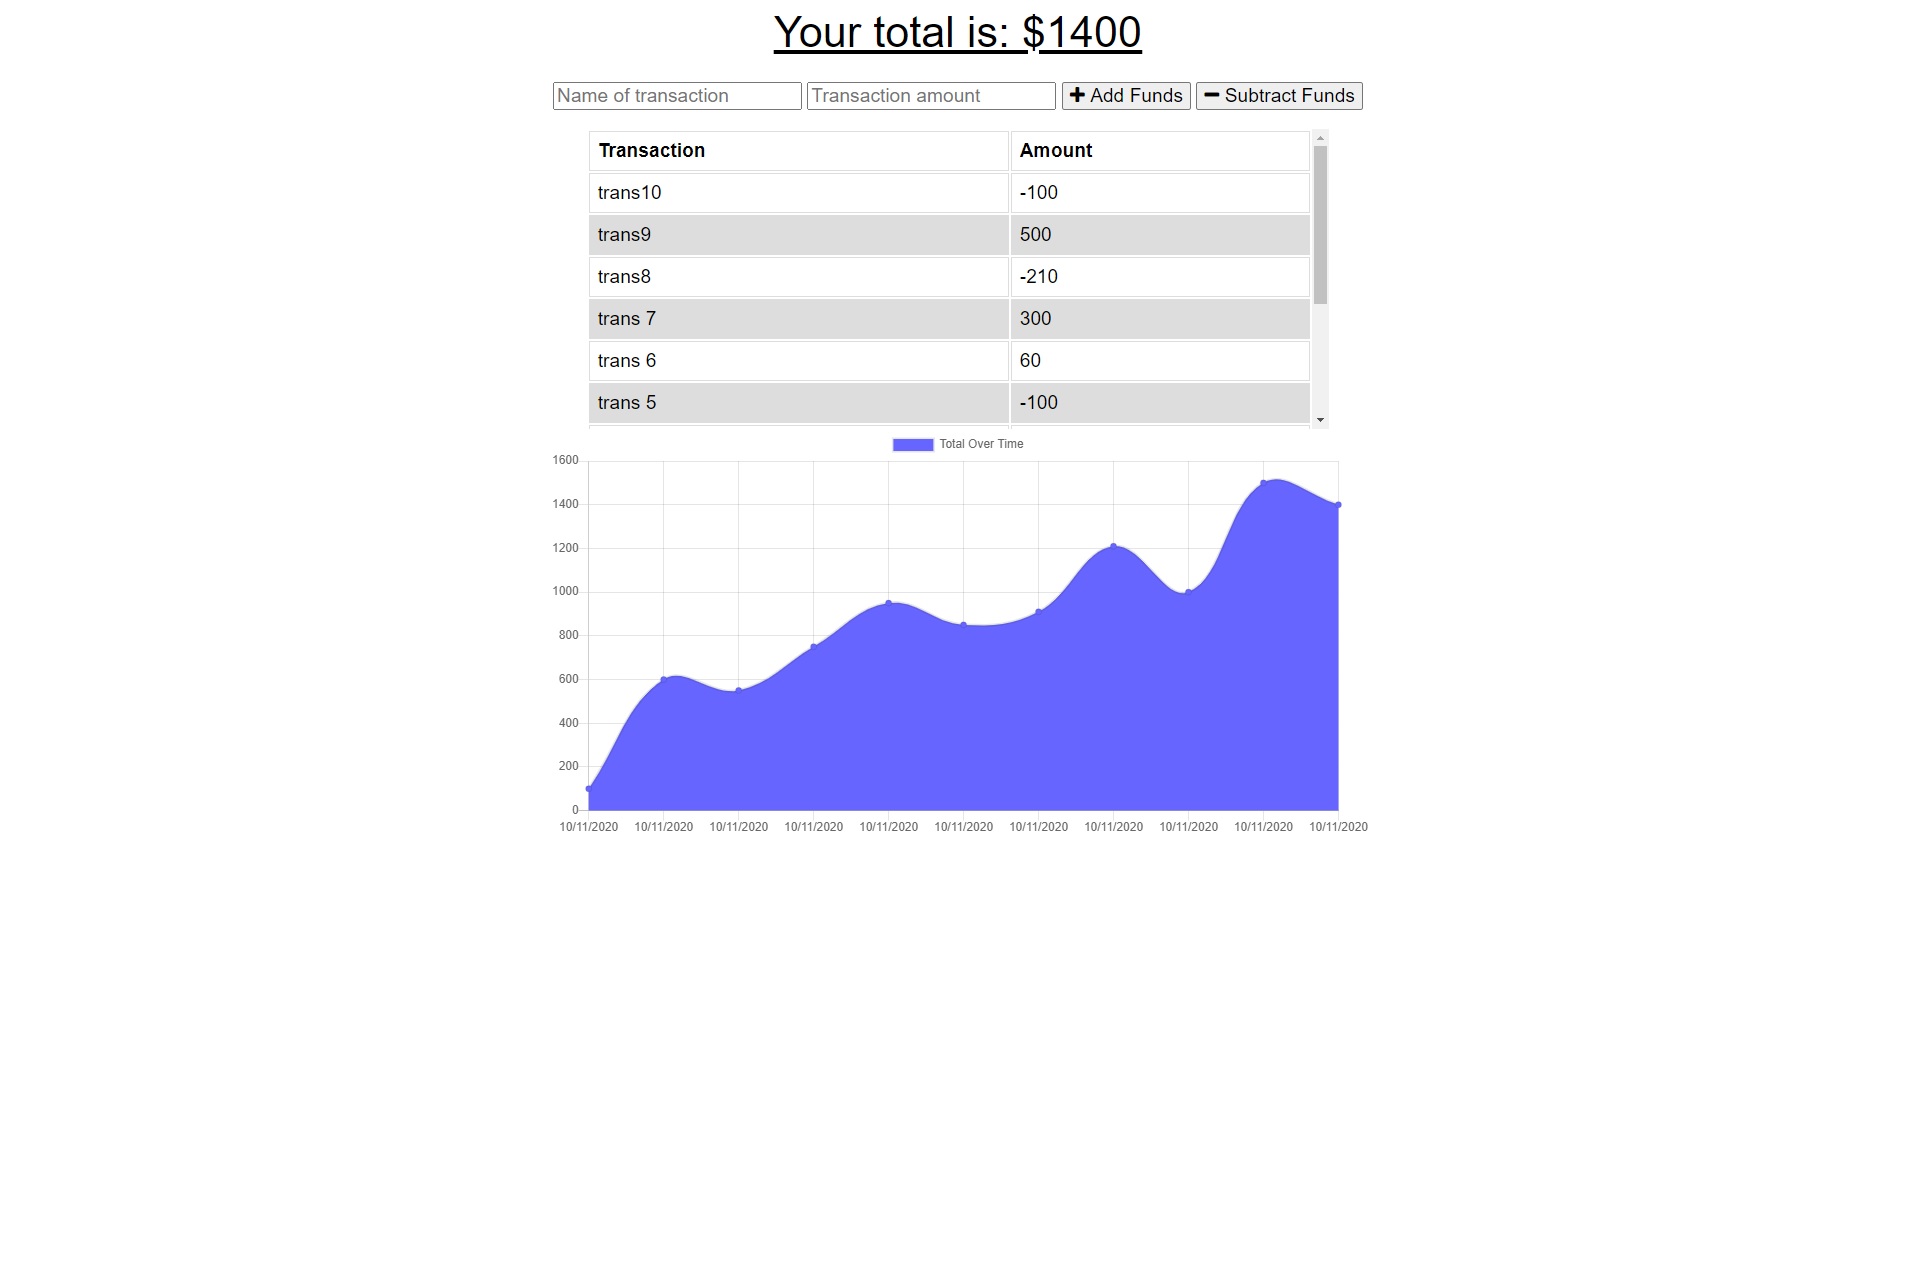 Your total is: $1400
Name of transaction Transaction amount + Add Funds − Subtract Funds
Transaction Amount
trans10 -100
trans9 500
trans8 -210
trans 7 300
trans 6 60
trans 5 -100
Total Over Time
1600
1400
1200
1000
800
600
400
200
0
10/11/2020 10/11/2020 10/11/2020 10/11/2020 10/11/2020 10/11/2020 10/11/2020 10/11/2020 10/11/2020 10/11/2020 10/11/2020